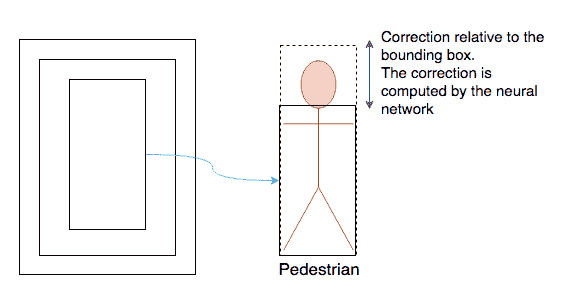 Correction relative to the
bounding box.
The correction is
computed by the neural
network
Pedestrian